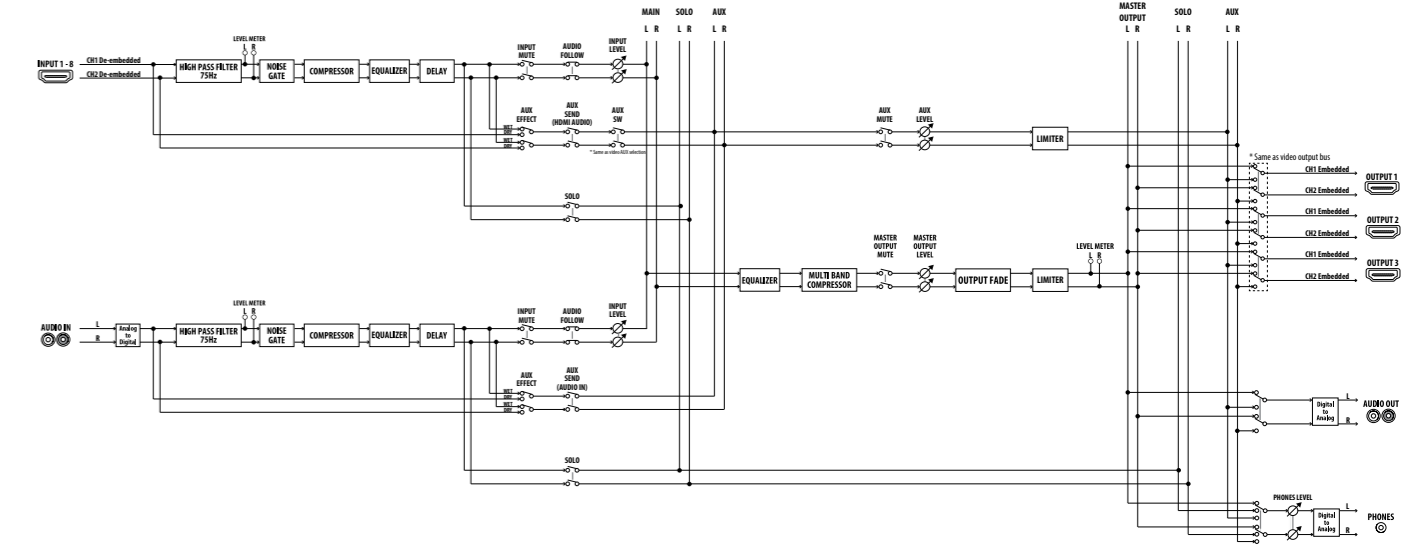 MAIN SOLO AUX
L R L R L R
MASTER OUTPUT SOLO AUX
L R L R L R
INPUT 1 - 8
CH1 De-embedded
CH2 De-embedded
HIGH PASS FILTER 75Hz
LEVEL METER
L R
NOISE GATE
COMPRESSOR
EQUALIZER
DELAY
INPUT MUTE
AUDIO FOLLOW
INPUT LEVEL
AUX EFFECT
WET
DRY
WET
DRY
AUX SEND (HDMI AUDIO)
AUX SW
* Same as video AUX selection
AUX MUTE
AUX LEVEL
LIMITER
SOLO
* Same as video output bus
CH1 Embedded
CH2 Embedded
OUTPUT 1
CH1 Embedded
CH2 Embedded
OUTPUT 2
CH1 Embedded
CH2 Embedded
OUTPUT 3
EQUALIZER
MULTI BAND COMPRESSOR
MASTER OUTPUT MUTE
MASTER OUTPUT LEVEL
OUTPUT FADE
LIMITER
LEVEL METER
L R
AUDIO IN
L
R
Analog to Digital
HIGH PASS FILTER 75Hz
LEVEL METER
L R
NOISE GATE
COMPRESSOR
EQUALIZER
DELAY
INPUT MUTE
AUDIO FOLLOW
INPUT LEVEL
AUX EFFECT
WET
DRY
WET
DRY
AUX SEND (AUDIO IN)
SOLO
Digital to Analog
L
R
AUDIO OUT
PHONES LEVEL
Digital to Analog
L
R
PHONES